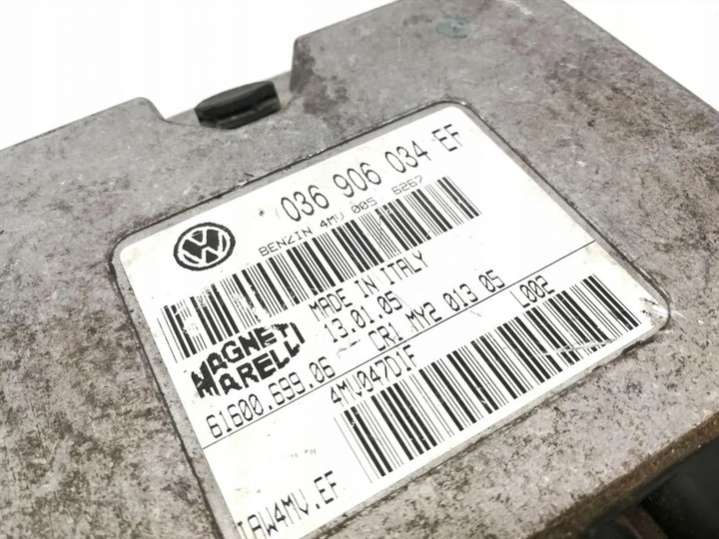 036 906 034 EF
BENZIN 4MV 005 6267
MADE IN ITALY
13.01.05
MAGNETI MARELLI
61600.699.06 CR1 MY2 013 05 L002
4MV047D1F
IAW4MV.EF